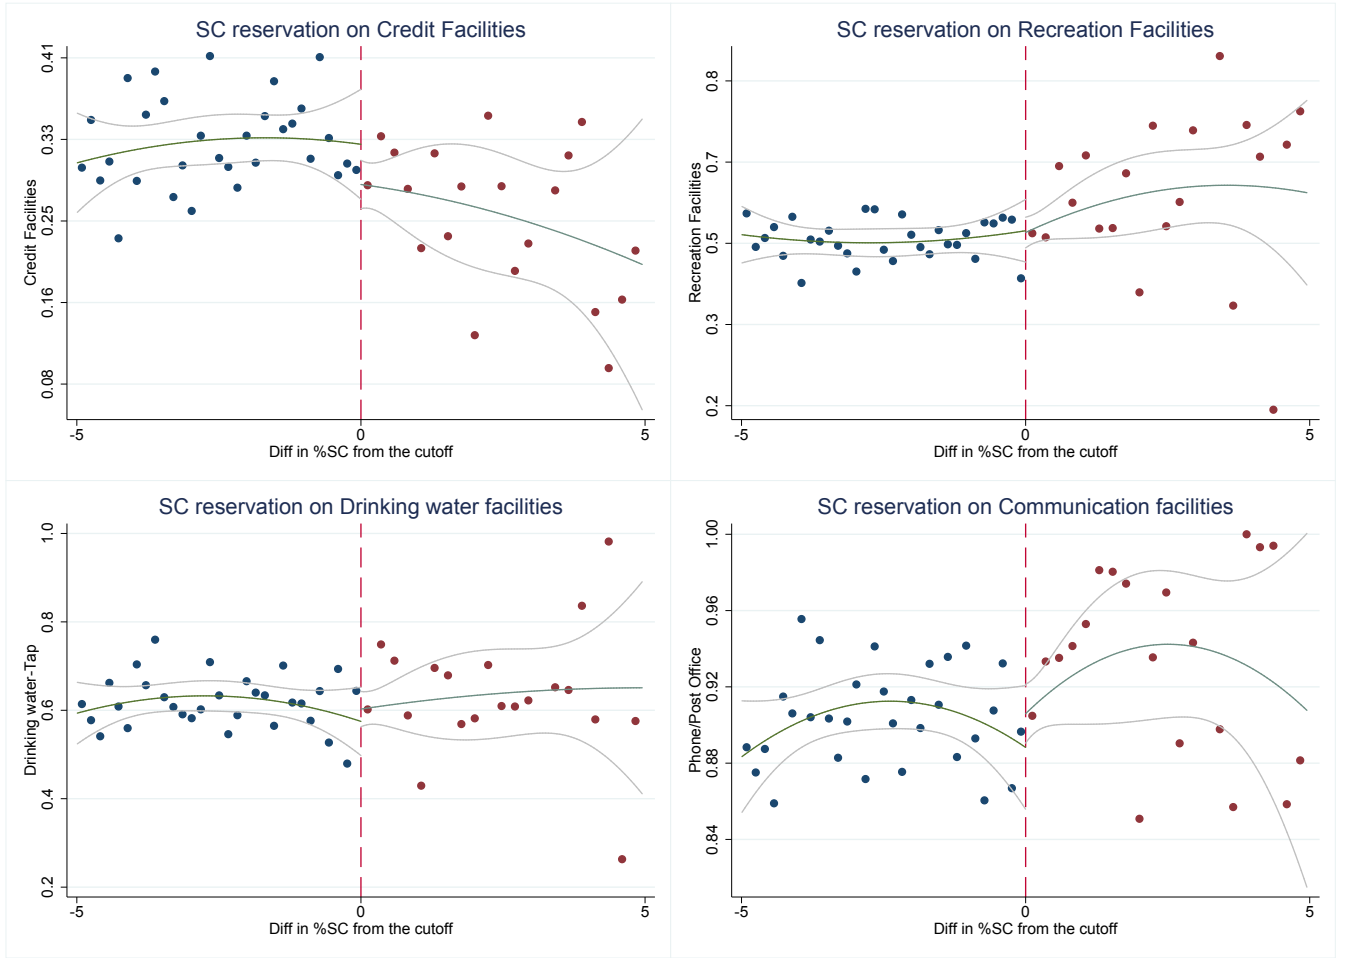 SC reservation on Credit Facilities
Credit Facilities
0.41
0.33
0.25
0.16
0.08
-5 0 5
Diff in %SC from the cutoff
SC reservation on Recreation Facilities
Recreation Facilities
0.8
0.7
0.5
0.3
0.2
-5 0 5
Diff in %SC from the cutoff
SC reservation on Drinking water facilities
Drinking water-Tap
1.0
0.8
0.6
0.4
0.2
-5 0 5
Diff in %SC from the cutoff
SC reservation on Communication facilities
Phone/Post Office
1.00
0.96
0.92
0.88
0.84
-5 0 5
Diff in %SC from the cutoff